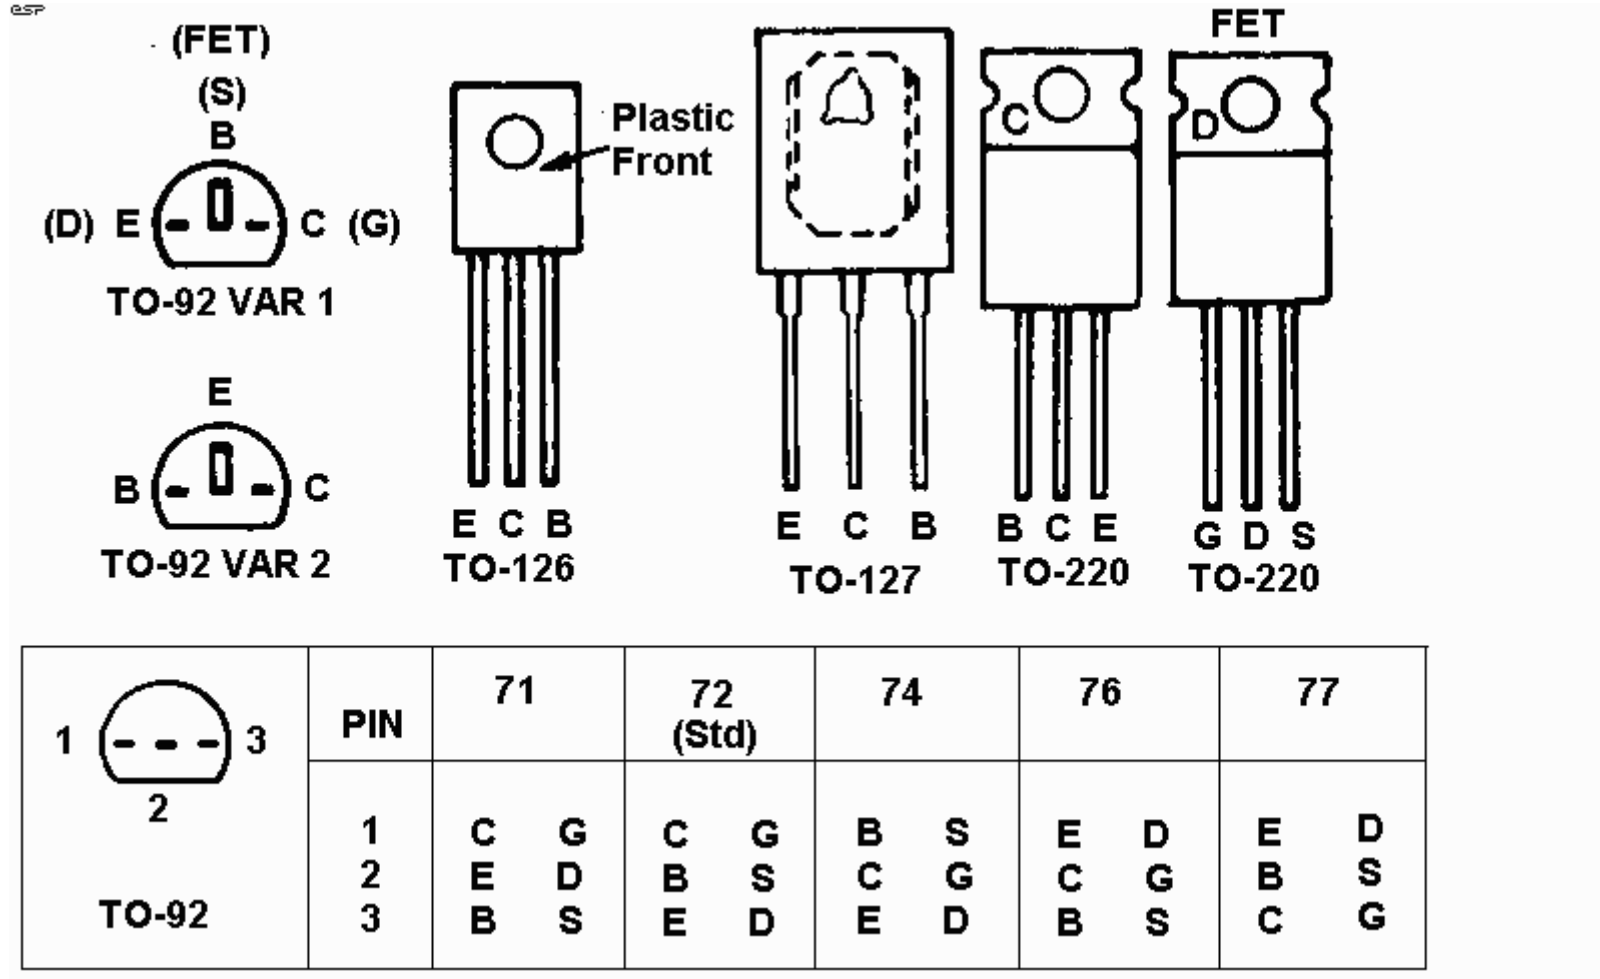 ESP
(FET)
(S)
B
(D) E C (G)
TO-92 VAR 1
E
B C
TO-92 VAR 2
Plastic
Front
E C B
TO-126
E C B
TO-127
C
B C E
TO-220
FET
D
G D S
TO-220
1 3
2
TO-92
PIN 71 72 74 76 77
(Std)
1 C G C G B S E D E D
2 E D B S C G C G B S
3 B S E D E D B S C G